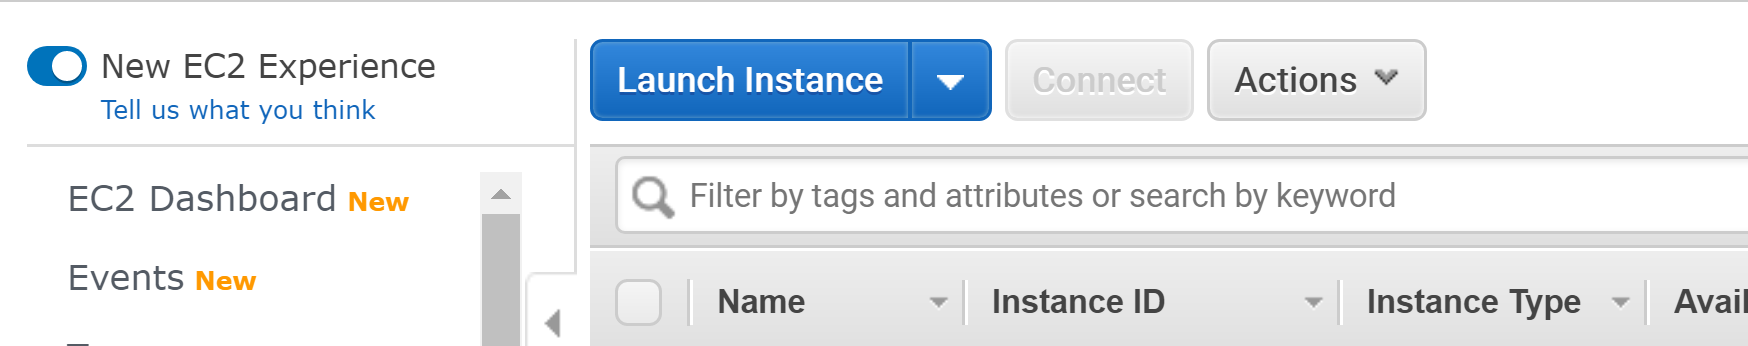 New EC2 Experience
Tell us what you think
EC2 Dashboard New
Events New
Launch Instance
Connect
Actions
Filter by tags and attributes or search by keyword
Name
Instance ID
Instance Type
Avail